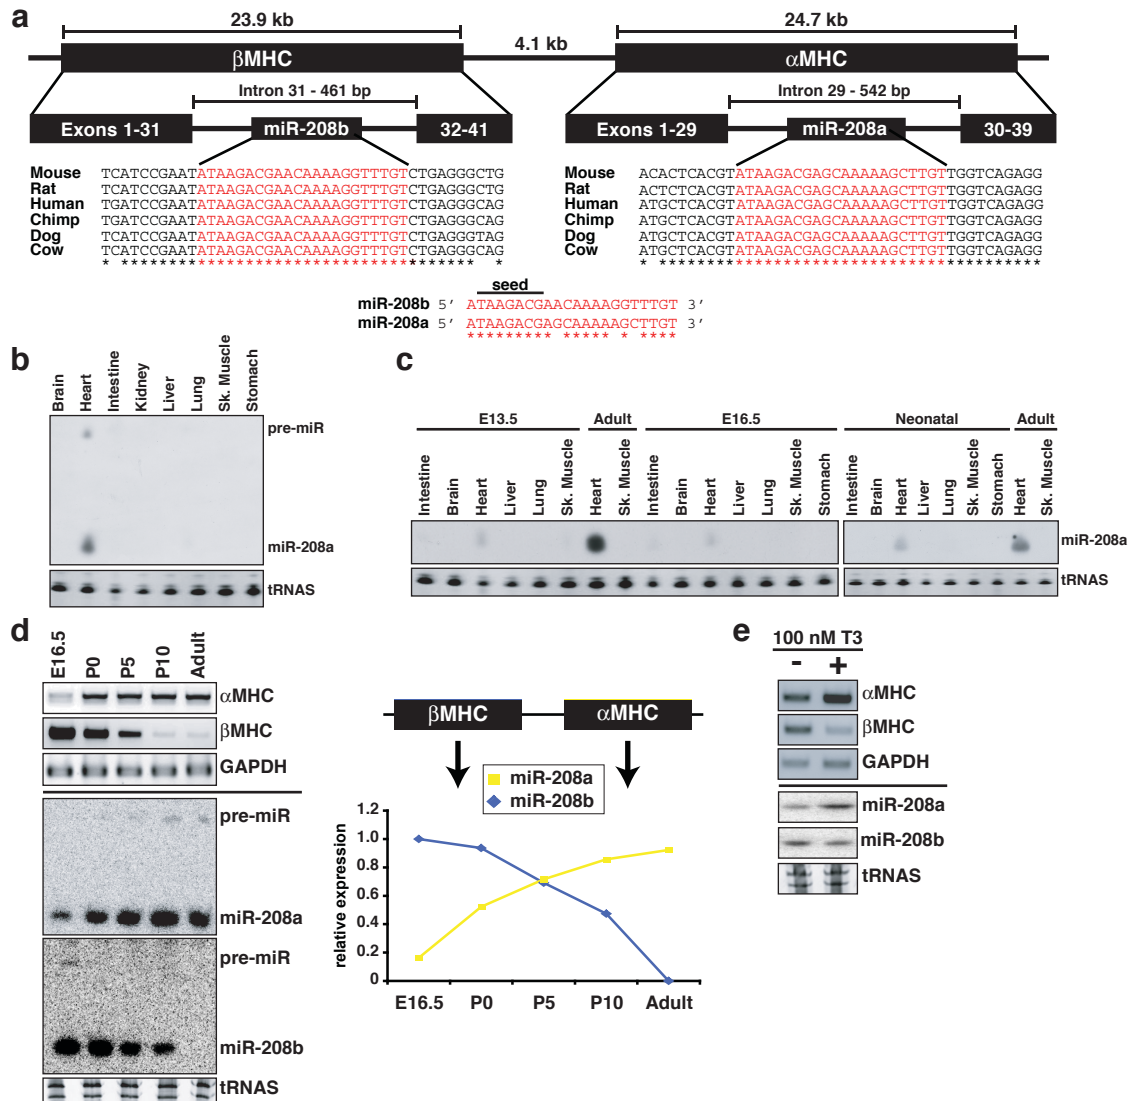 a
23.9 kb
24.7 kb
4.1 kb
βMHC
αMHC
Intron 31 - 461 bp
Intron 29 - 542 bp
Exons 1-31
miR-208b
32-41
Exons 1-29
miR-208a
30-39
Mouse TCATCCGAATATAAGACGAACAAAAGGTTTGTCTGAGGGCTG
Rat TCATCCGAATATAAGACGAACAAAAGGTTTGTCTGAGGGCTG
Human TGATCCGAATATAAGACGAACAAAAGGTTTGTCTGAGGGCAG
Chimp TGATCCGAATATAAGACGAACAAAAGGTTTGTCTGAGGGCAG
Dog TCATCCGAATATAAGACGAACAAAAGGTTTGTCTGAGGGTAG
Cow TCATCCGAATATAAGACGAACAAAAGGTTTGTCTGAGGGCAG
* ************************************* *
Mouse ACACTCACGTATAAGACGAGCAAAAAGCTTGTTGGTCAGAGG
Rat ACTCTCACGTATAAGACGAGCAAAAAGCTTGTTGGTCAGAGG
Human ATGCTCACGTATAAGACGAGCAAAAAGCTTGTTGGTCAGAGG
Chimp ATGCTCACGTATAAGACGAGCAAAAAGCTTGTTGGTCAGAGG
Dog ATGCTCACGTATAAGACGAGCAAAAAGCTTGTTGGTCAGAGG
Cow ATGCTCACGTATAAGACGAGCAAAAAGCTTGTTGGTCAGAGG
* ***************************************
seed
miR-208b 5′ ATAAGACGAACAAAAGGTTTGT 3′
miR-208a 5′ ATAAGACGAGCAAAAAGCTTGT 3′
********* ***** * ****
b
Brain
Heart
Intestine
Kidney
Liver
Lung
Sk. Muscle
Stomach
pre-miR
miR-208a
tRNAS
c
E13.5
Adult
E16.5
Neonatal
Adult
Intestine
Brain
Heart
Liver
Lung
Sk. Muscle
Heart
Sk. Muscle
Intestine
Brain
Heart
Liver
Lung
Sk. Muscle
Stomach
Intestine
Brain
Heart
Liver
Lung
Sk. Muscle
Stomach
Heart
Sk. Muscle
miR-208a
tRNAS
d
E16.5
P0
P5
P10
Adult
αMHC
βMHC
GAPDH
pre-miR
miR-208a
pre-miR
miR-208b
tRNAS
βMHC
αMHC
miR-208a
miR-208b
relative expression
1.2
1
0.8
0.6
0.4
0.2
0
E16.5 P0 P5 P10 Adult
e
100 nM T3
- +
αMHC
βMHC
GAPDH
miR-208a
miR-208b
tRNAS